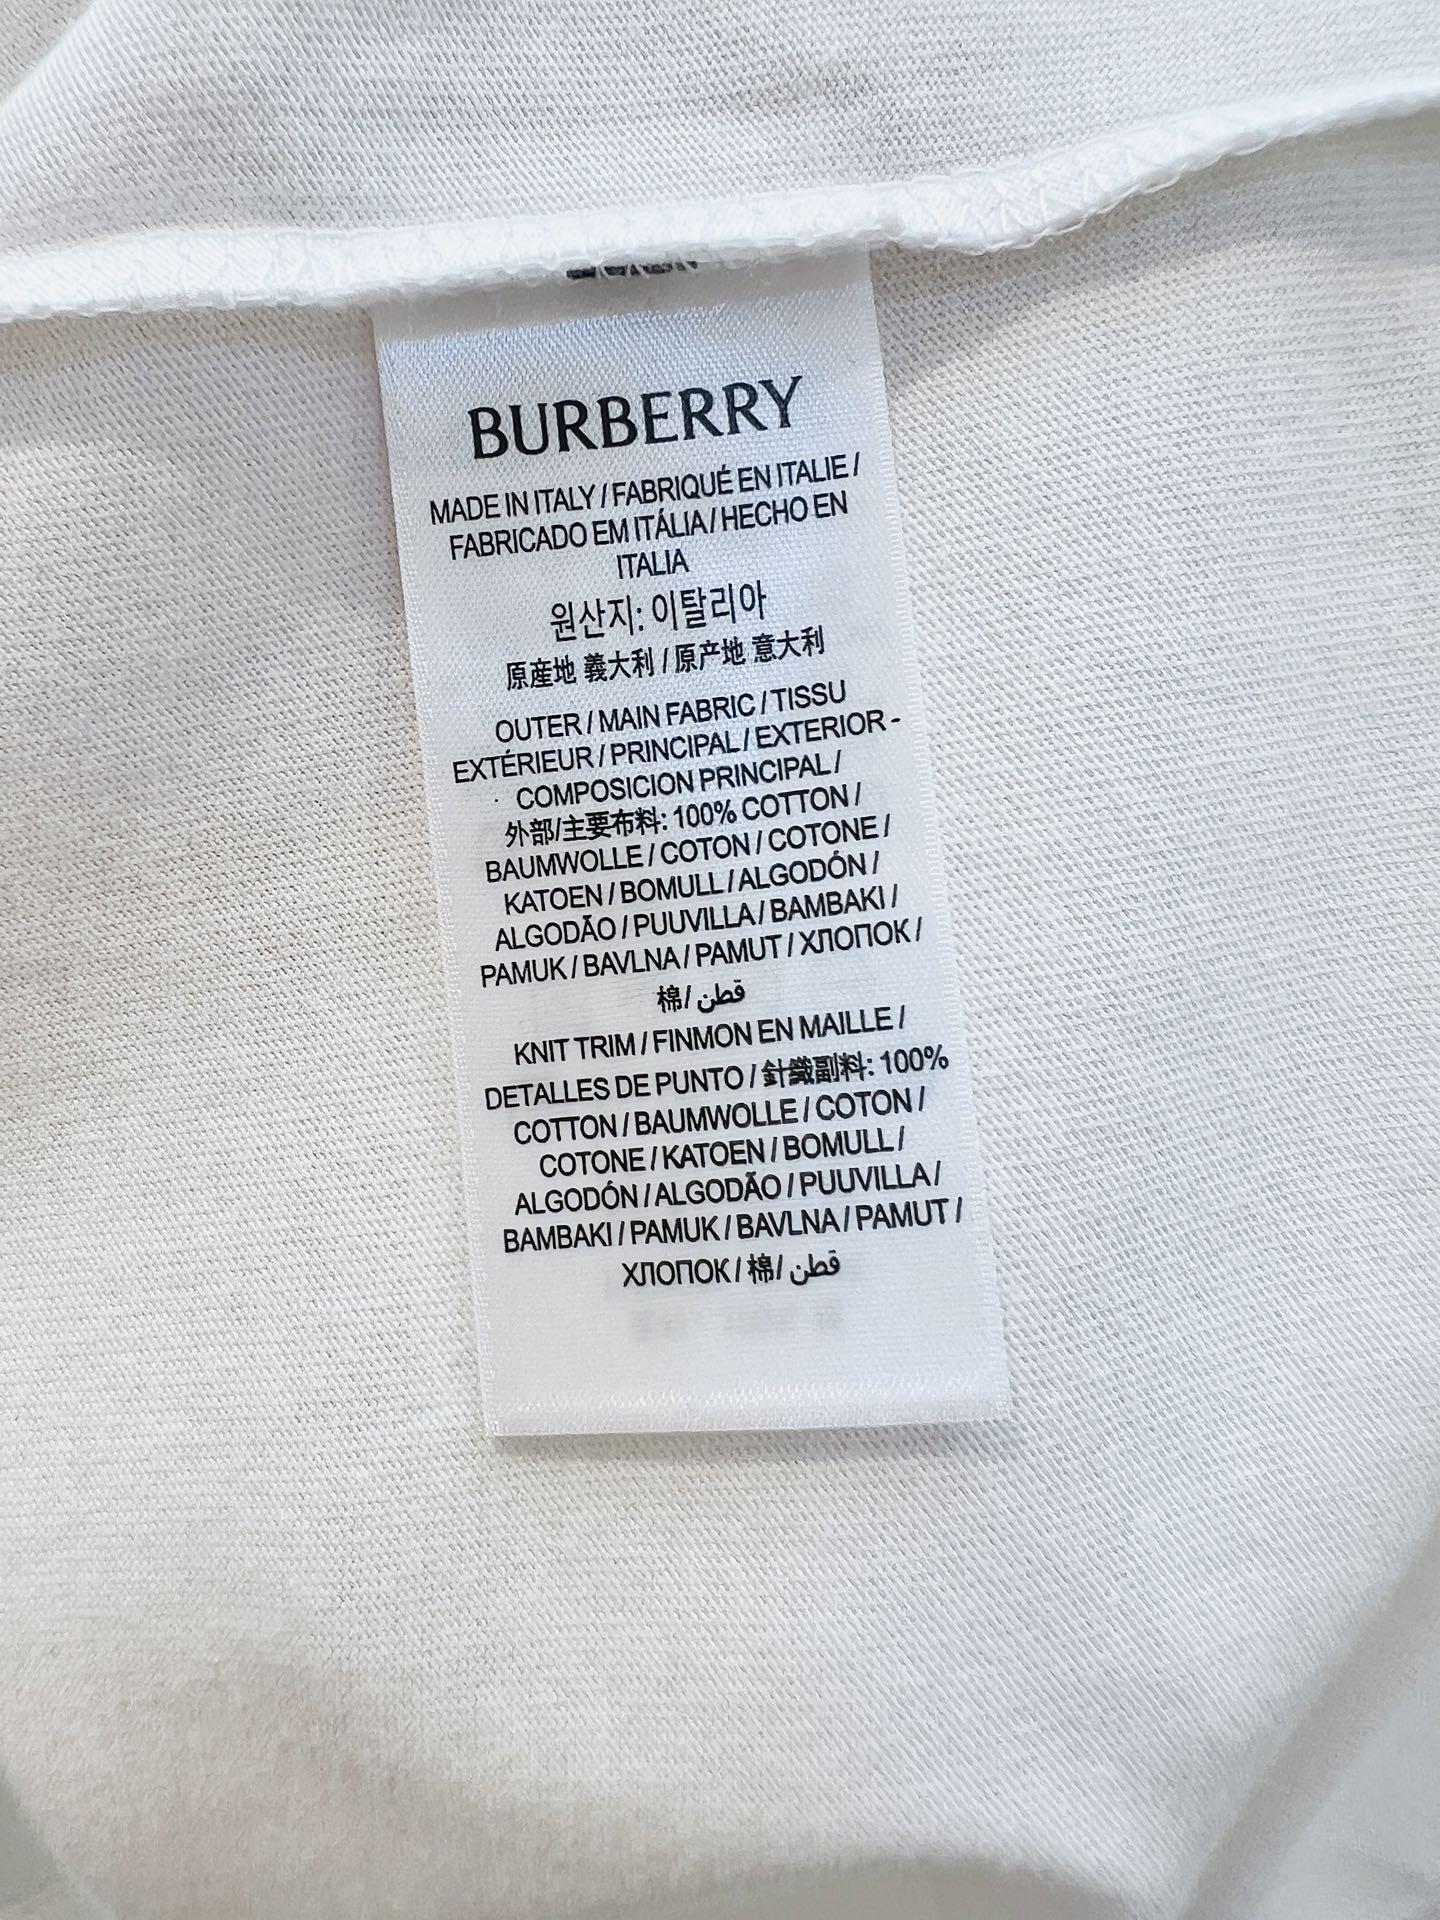 BURBERRY
MADE IN ITALY / FABRIQUÉ EN ITALIE /
FABRICADO EM ITÁLIA / HECHO EN
ITALIA
원산지: 이탈리아
原産地 義大利 / 原产地 意大利
OUTER / MAIN FABRIC / TISSU
EXTÉRIEUR / PRINCIPAL / EXTERIOR -
COMPOSICION PRINCIPAL /
外部/主要布料: 100% COTTON /
BAUMWOLLE / COTON / COTONE /
KATOEN / BOMULL / ALGODÓN /
ALGODÃO / PUUVILLA / BAMBAKI /
PAMUK / BAVLNA / PAMUT / ХЛОПОК /
棉/ قطن
KNIT TRIM / FINMON EN MAILLE /
DETALLES DE PUNTO / 針織副料: 100%
COTTON / BAUMWOLLE / COTON /
COTONE / KATOEN / BOMULL /
ALGODÓN / ALGODÃO / PUUVILLA /
BAMBAKI / PAMUK / BAVLNA / PAMUT /
ХЛОПОК / 棉/ قطن